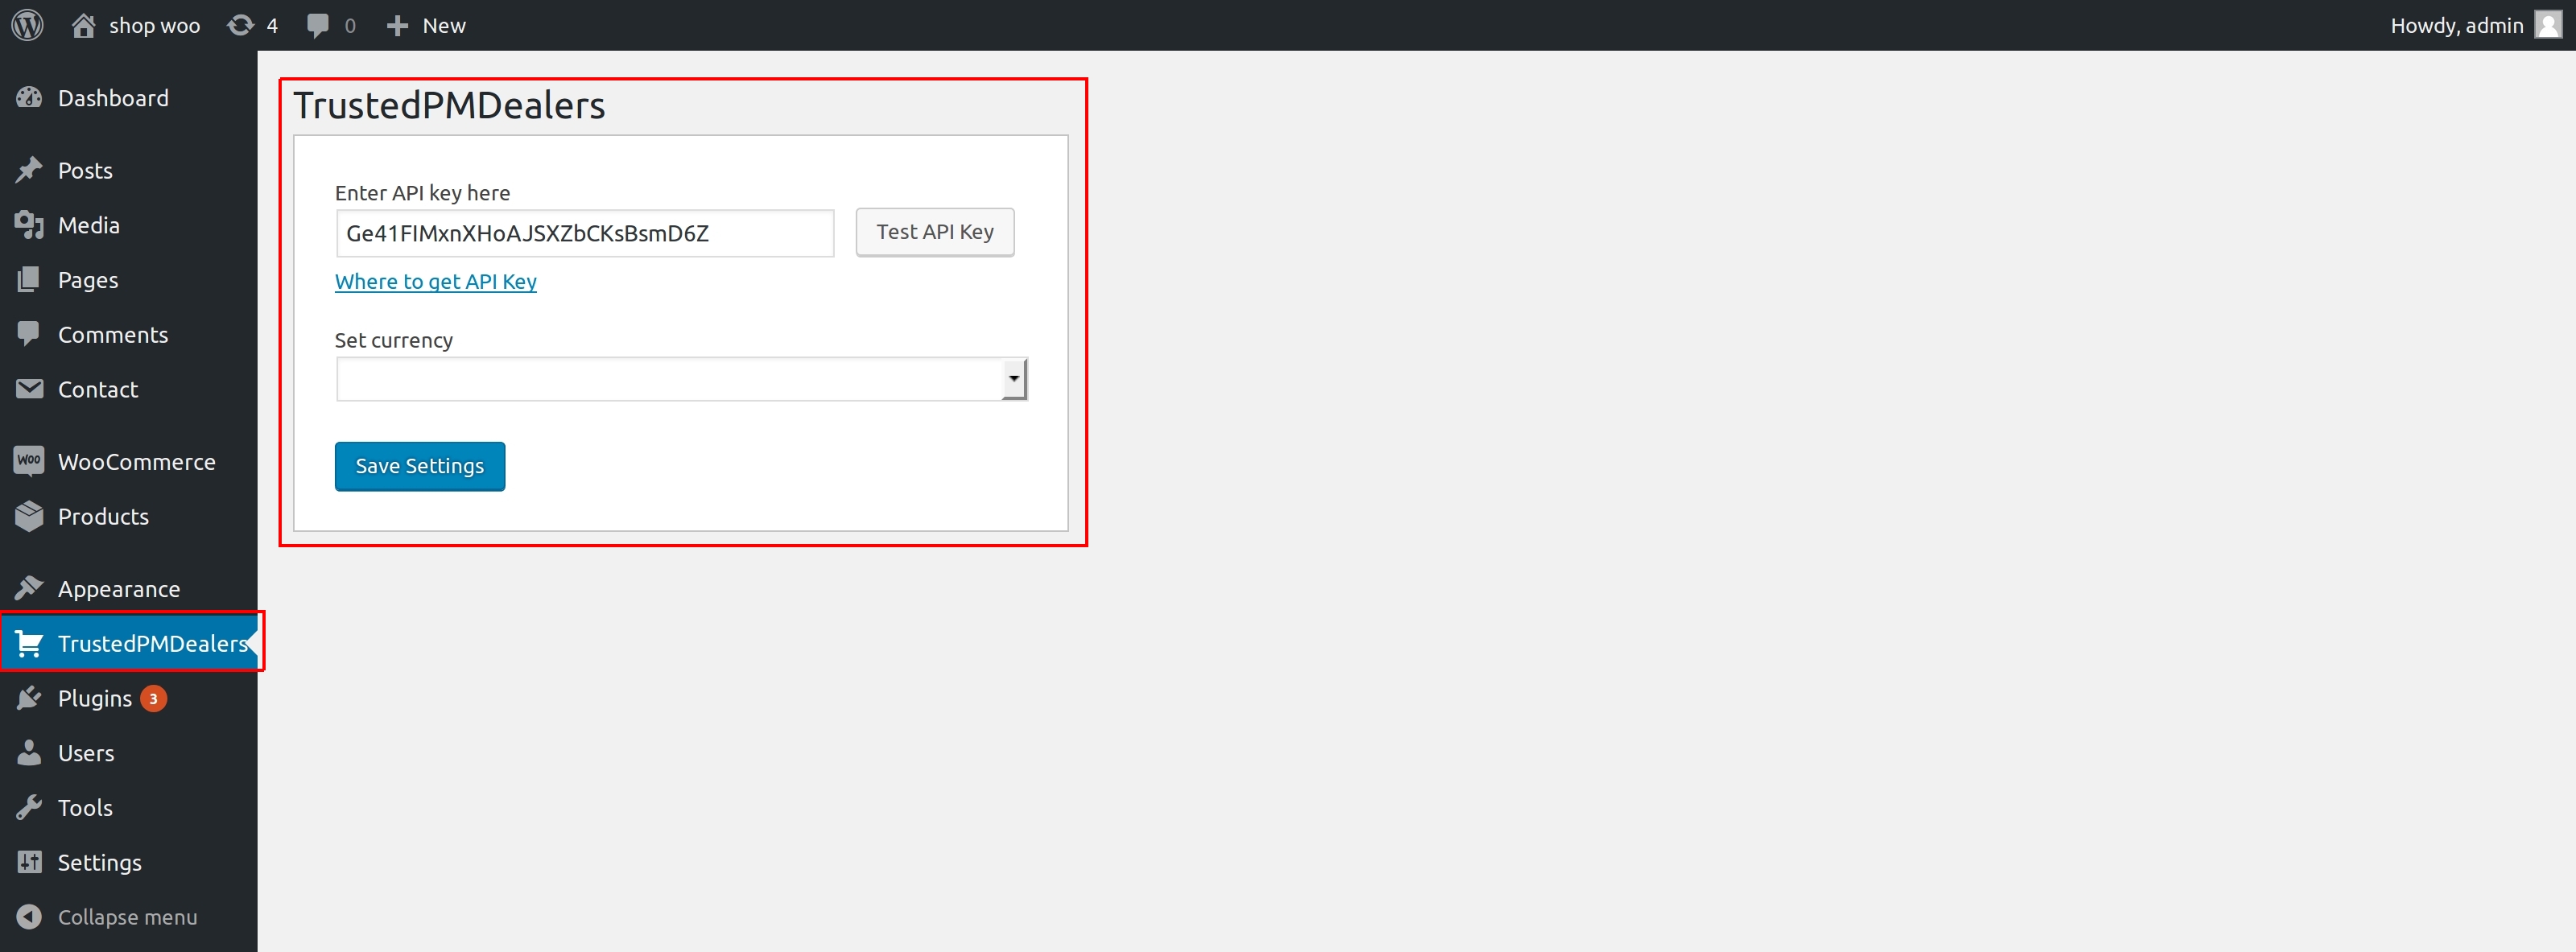 shop woo 4 0 New Howdy, admin
Dashboard
Posts
Media
Pages
Comments
Contact
WOO WooCommerce
Products
Appearance
TrustedPMDealers
Plugins 3
Users
Tools
Settings
Collapse menu
TrustedPMDealers
Enter API key here
Ge41FIMxnXHoAJSXZbCKsBsmD6Z Test API Key
Where to get API Key
Set currency
Save Settings